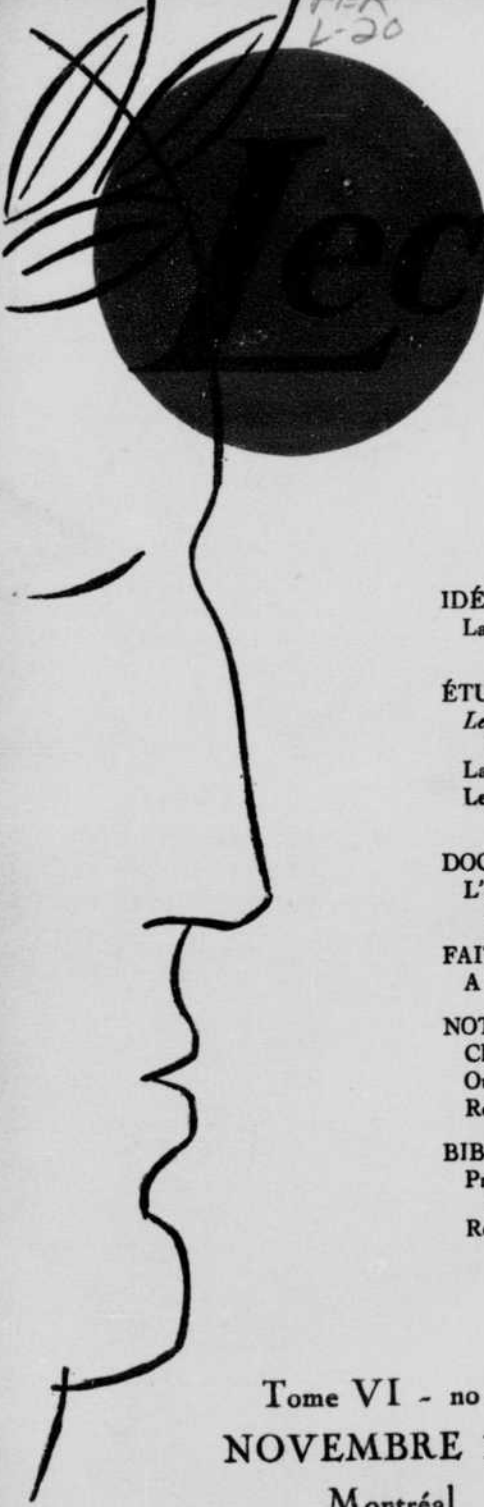 L-20
Lec
IDÉ
La
ÉTU
Le
La
Le
DOC
L'
FAI
A
NOT
Cl
Ou
Re
BIB
Pr
Re
Tome VI - no
NOVEMBRE
Montréal